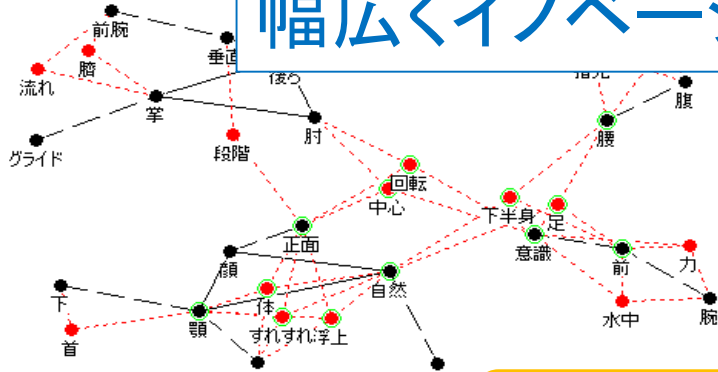 幅広くイノベーシ
前腕
垂直
後ら
指先
臍
流れ
腹
掌
肘
腰
グライド
段階
回転
中心
下半身
足
正面
意識
前
力
顔
自然
体
下
腕
水中
顎
すれすれ
浮上
首